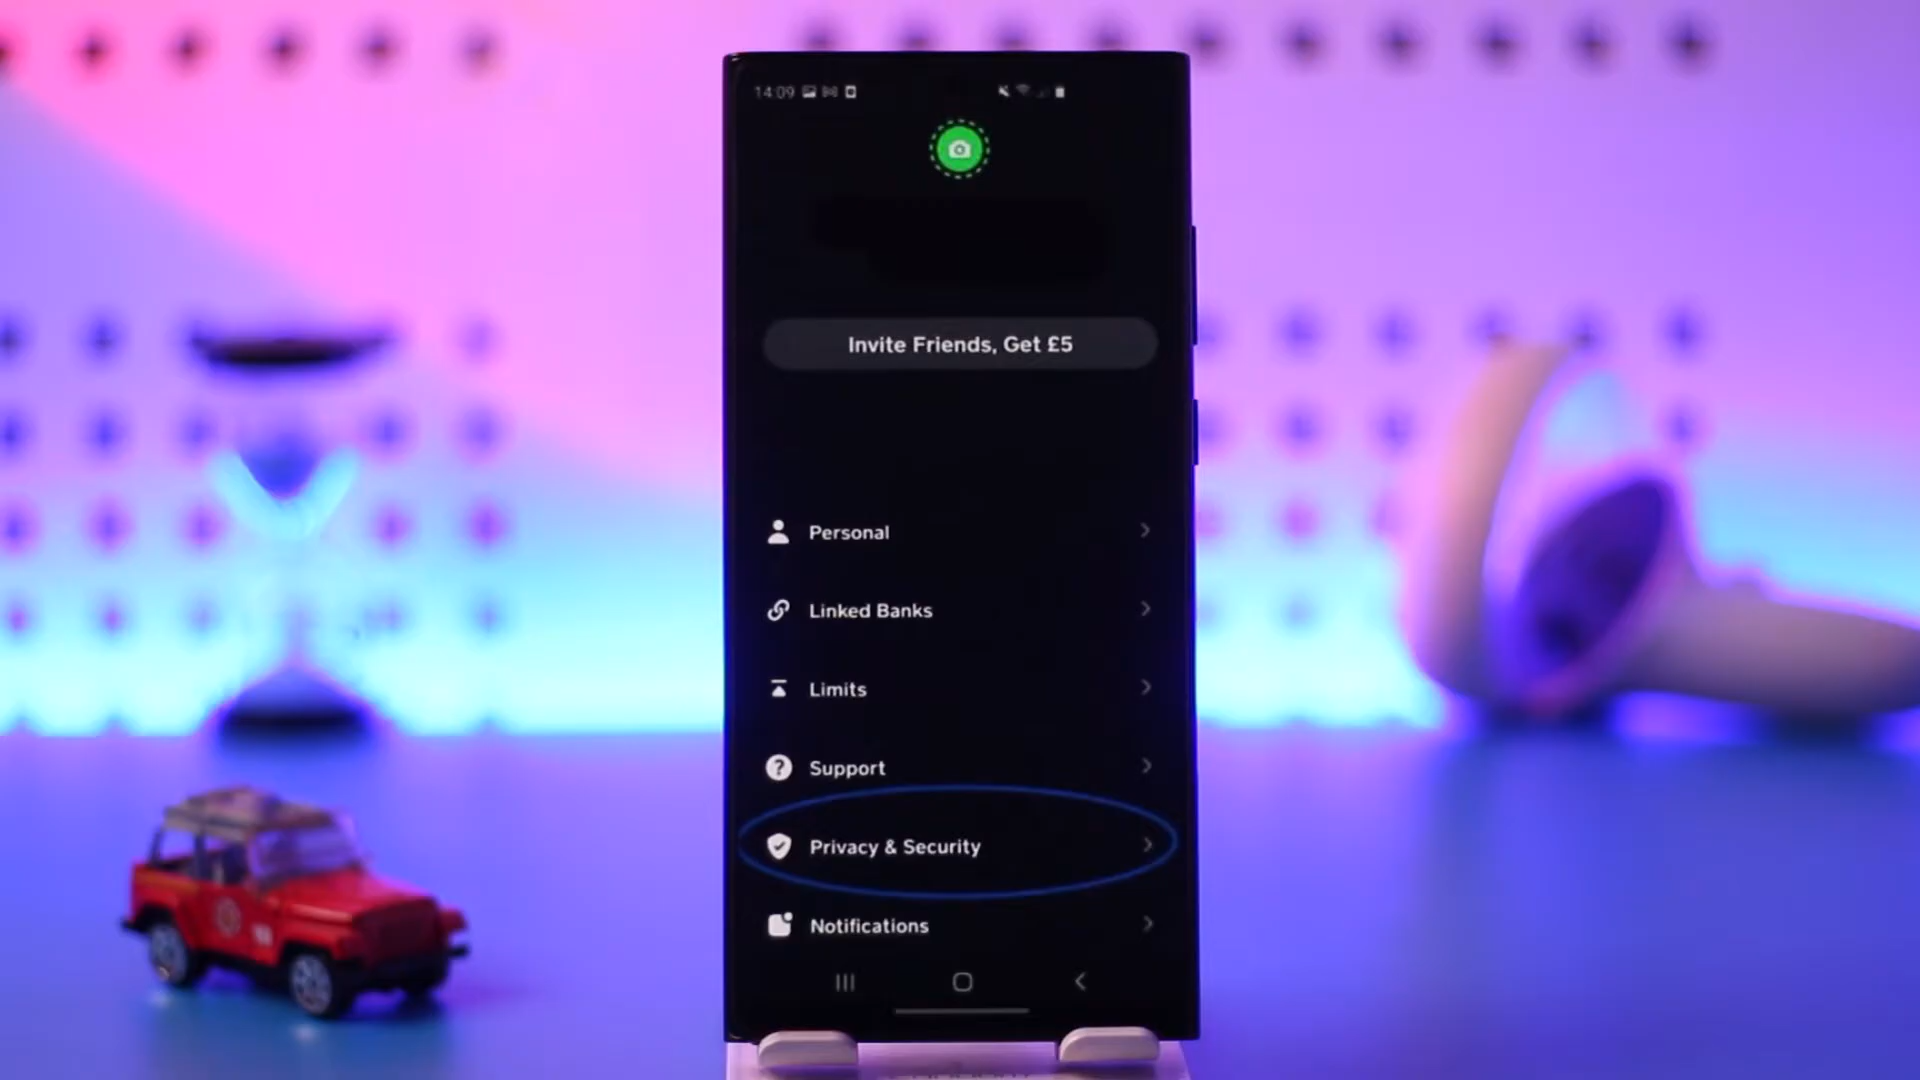 14:09
Invite Friends, Get £5
Personal
Linked Banks
Limits
Support
Privacy & Security
Notifications